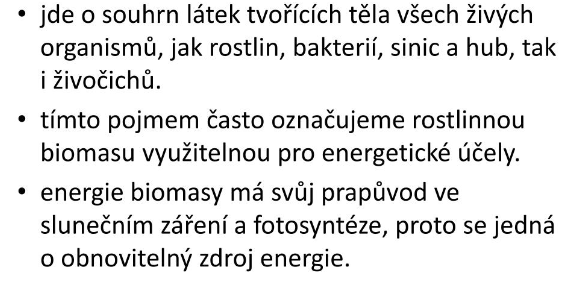 • jde o souhrn látek tvořících těla všech živých
organismů, jak rostlin, bakterií, sinic a hub, tak
i živočichů.
• tímto pojmem často označujeme rostlinnou
biomasu využitelnou pro energetické účely.
• energie biomasy má svůj prapůvod ve
slunečním záření a fotosyntéze, proto se jedná
o obnovitelný zdroj energie.